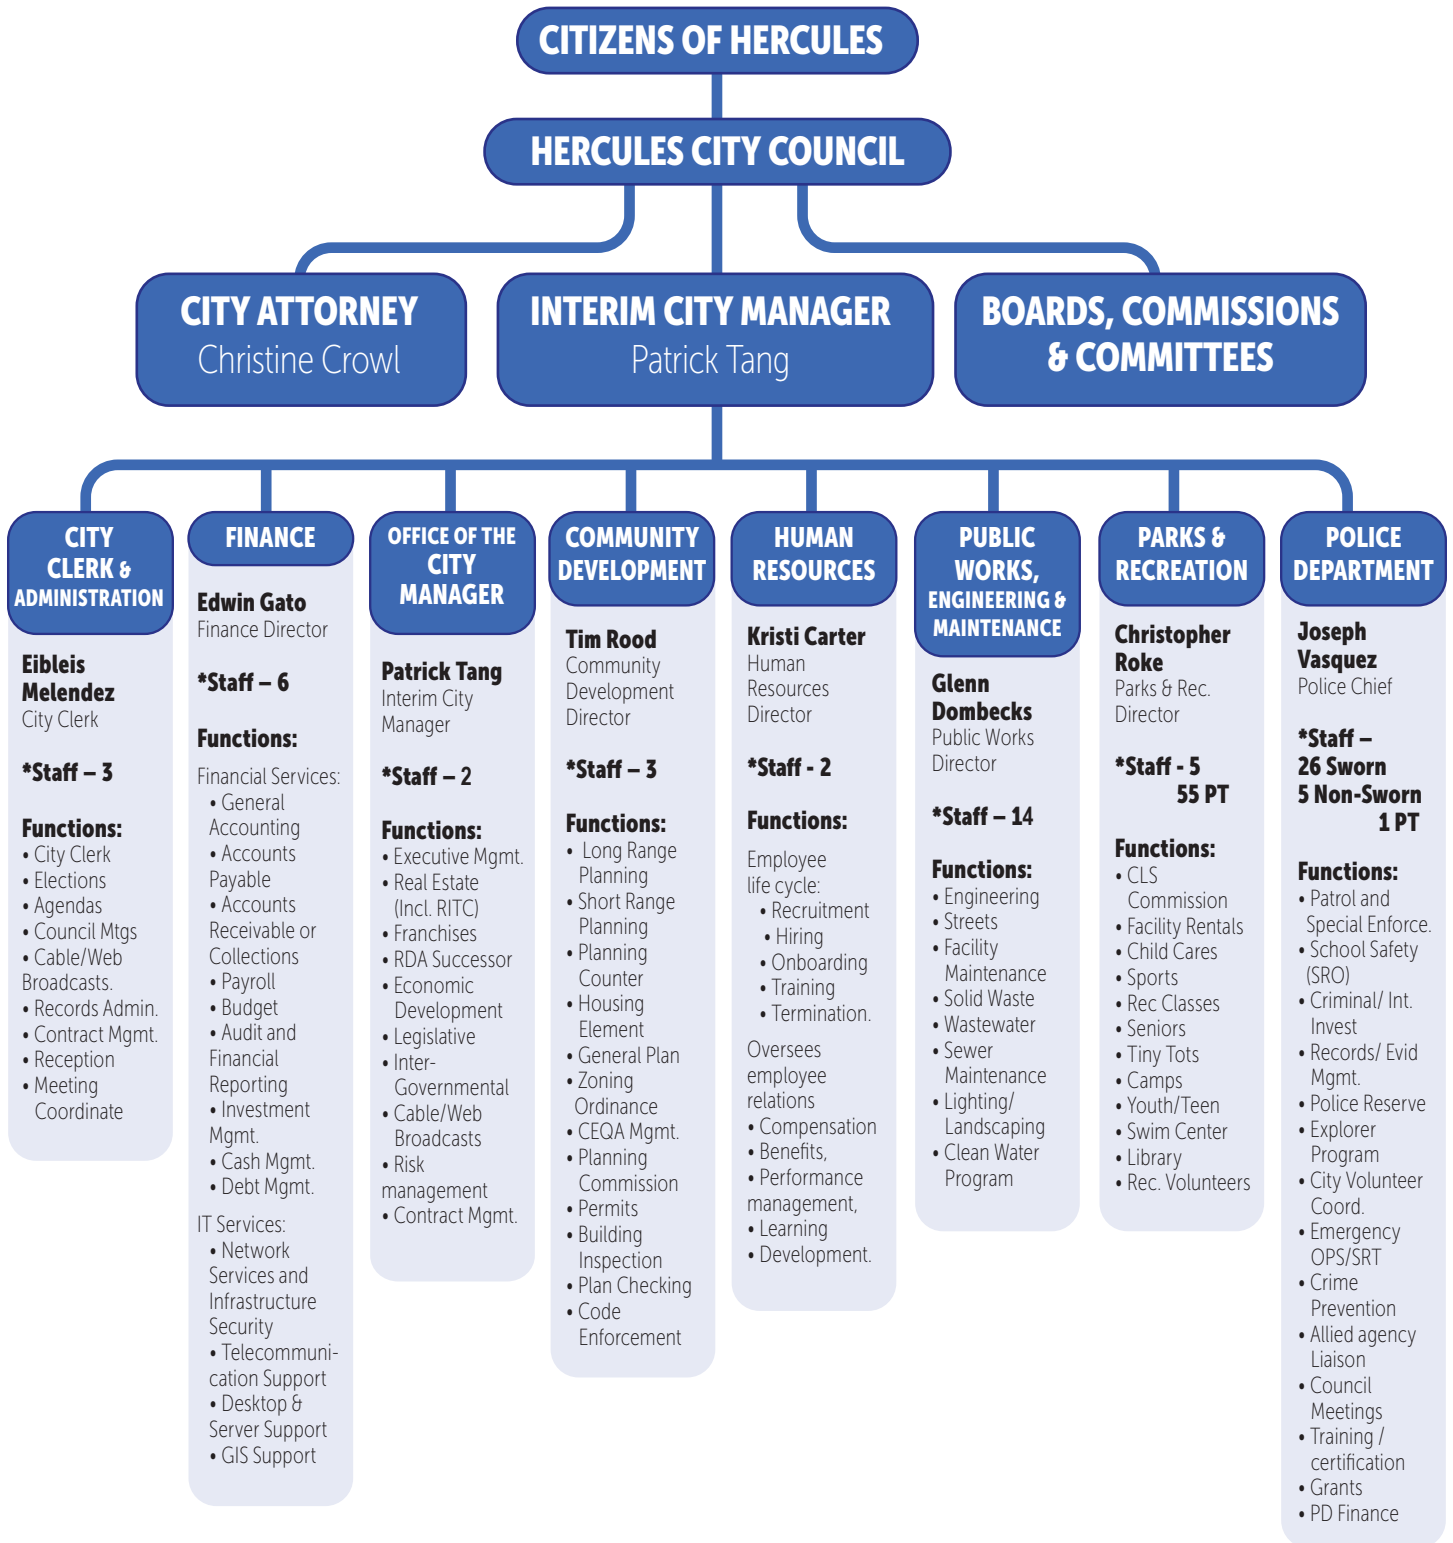 CITIZENS OF HERCULES
HERCULES CITY COUNCIL
CITY ATTORNEY
Christine Crowl
INTERIM CITY MANAGER
Patrick Tang
BOARDS, COMMISSIONS
& COMMITTEES
CITY
CLERK &
ADMINISTRATION
Eibleis
Melendez
City Clerk
*Staff – 3
Functions:
• City Clerk
• Elections
• Agendas
• Council Mtgs
• Cable/Web
Broadcasts.
• Records Admin.
• Contract Mgmt.
• Reception
• Meeting
Coordinate
FINANCE
Edwin Gato
Finance Director
*Staff – 6
Functions:
Financial Services:
• General
Accounting
• Accounts
Payable
• Accounts
Receivable or
Collections
• Payroll
• Budget
• Audit and
Financial
Reporting
• Investment
Mgmt.
• Cash Mgmt.
• Debt Mgmt.
IT Services:
• Network
Services and
Infrastructure
Security
• Telecommuni-
cation Support
• Desktop &
Server Support
• GIS Support
OFFICE OF THE
CITY
MANAGER
Patrick Tang
Interim City
Manager
*Staff – 2
Functions:
• Executive Mgmt.
• Real Estate
(Incl. RITC)
• Franchises
• RDA Successor
• Economic
Development
• Legislative
• Inter-
Governmental
• Cable/Web
Broadcasts
• Risk
management
• Contract Mgmt.
COMMUNITY
DEVELOPMENT
Tim Rood
Community
Development
Director
*Staff – 3
Functions:
• Long Range
Planning
• Short Range
Planning
• Planning
Counter
• Housing
Element
• General Plan
• Zoning
Ordinance
• CEQA Mgmt.
• Planning
Commission
• Permits
• Building
Inspection
• Plan Checking
• Code
Enforcement
HUMAN
RESOURCES
Kristi Carter
Human
Resources
Director
*Staff - 2
Functions:
Employee
life cycle:
• Recruitment
• Hiring
• Onboarding
• Training
• Termination.
Oversees
employee
relations
• Compensation
• Benefits,
• Performance
management,
• Learning
• Development.
PUBLIC
WORKS,
ENGINEERING &
MAINTENANCE
Glenn
Dombecks
Public Works
Director
*Staff – 14
Functions:
• Engineering
• Streets
• Facility
Maintenance
• Solid Waste
• Wastewater
• Sewer
Maintenance
• Lighting/
Landscaping
• Clean Water
Program
PARKS &
RECREATION
Christopher
Roke
Parks & Rec.
Director
*Staff - 5
55 PT
Functions:
• CLS
Commission
• Facility Rentals
• Child Cares
• Sports
• Rec Classes
• Seniors
• Tiny Tots
• Camps
• Youth/Teen
• Swim Center
• Library
• Rec. Volunteers
POLICE
DEPARTMENT
Joseph
Vasquez
Police Chief
*Staff –
26 Sworn
5 Non-Sworn
1 PT
Functions:
• Patrol and
Special Enforce.
• School Safety
(SRO)
• Criminal/ Int.
Invest
• Records/ Evid
Mgmt.
• Police Reserve
• Explorer
Program
• City Volunteer
Coord.
• Emergency
OPS/SRT
• Crime
Prevention
• Allied agency
Liaison
• Council
Meetings
• Training /
certification
• Grants
• PD Finance